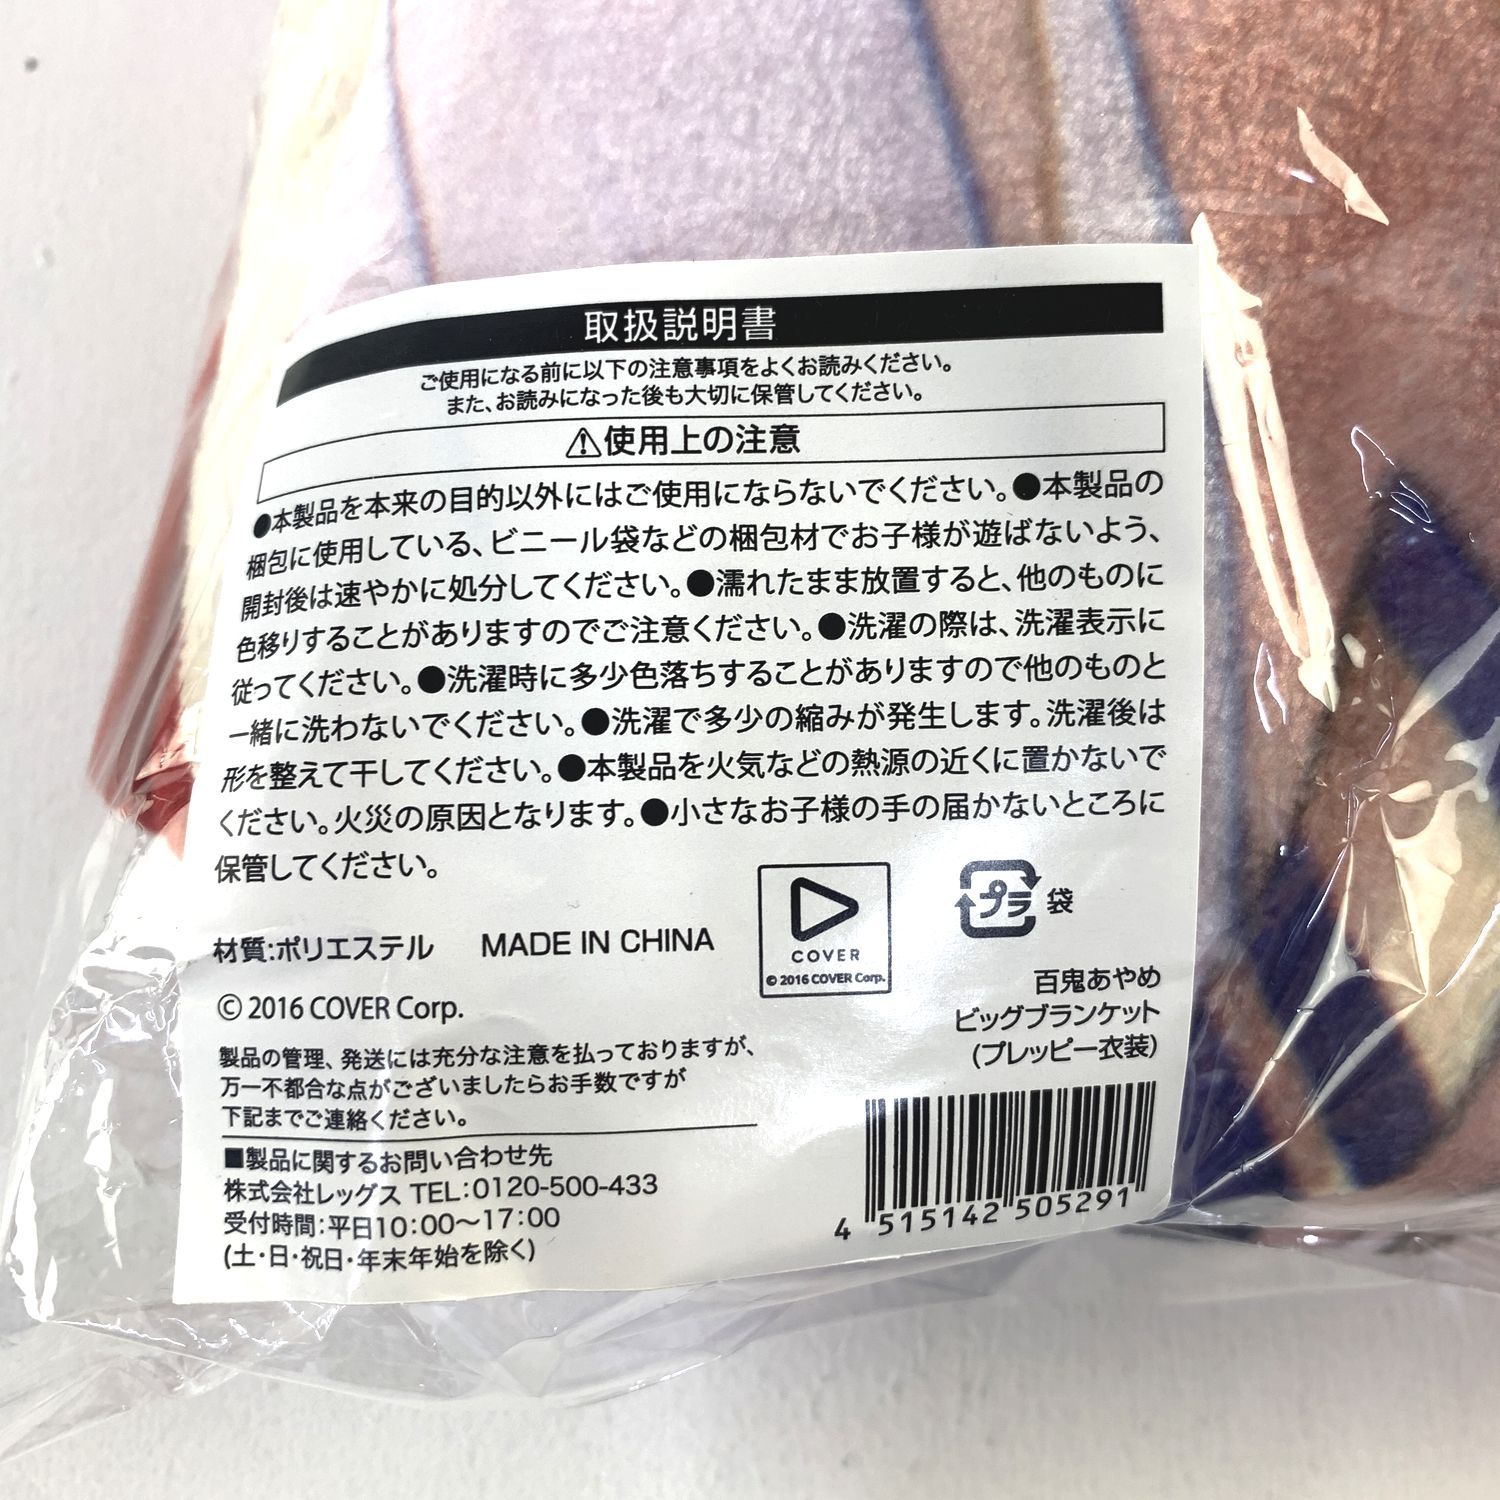 取扱説明書
ご使用になる前に以下の注意事項をよくお読みください。
また、お読みになった後も大切に保管してください。
⚠使用上の注意
●本製品を本来の目的以外にはご使用にならないでください。●本製品の
梱包に使用している、ビニール袋などの梱包材でお子様が遊ばないよう、
開封後は速やかに処分してください。●濡れたまま放置すると、他のものに
色移りすることがありますのでご注意ください。●洗濯の際は、洗濯表示に
従ってください。●洗濯時に多少色落ちすることがありますので他のものと
一緒に洗わないでください。●洗濯で多少の縮みが発生します。洗濯後は
形を整えて干してください。●本製品を火気などの熱源の近くに置かないで
ください。火災の原因となります。●小さなお子様の手の届かないところに
保管してください。
材質:ポリエステル MADE IN CHINA
© 2016 COVER Corp.
COVER
© 2016 COVER Corp.
プラ 袋
百鬼あやめ
ビッグブランケット
(プレッピー衣装)
製品の管理、発送には充分な注意を払っておりますが、
万一不都合な点がございましたらお手数ですが
下記までご連絡ください。
■製品に関するお問い合わせ先
株式会社レッグス TEL:0120-500-433
受付時間:平日10:00～17:00
(土・日・祝日・年末年始を除く)
4 515142 505291